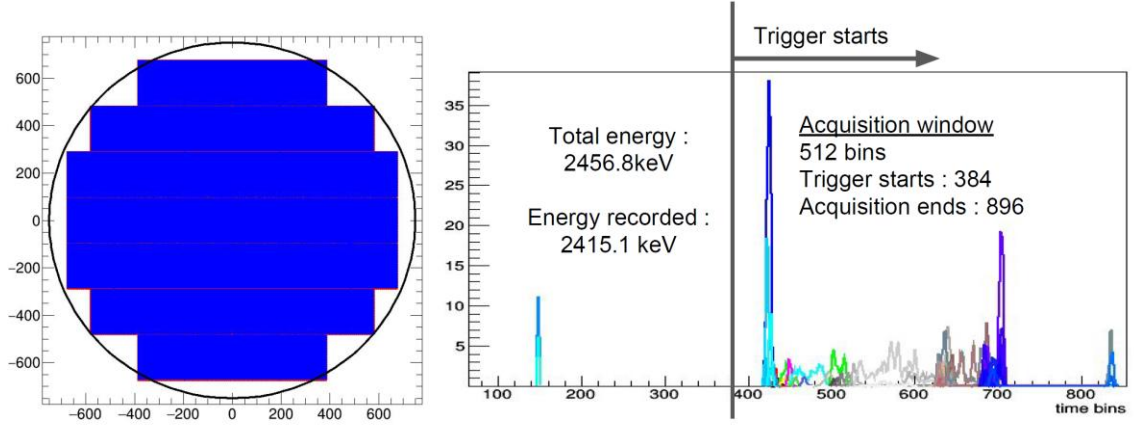 600
400
200
0
−200
−400
−600
−600 −400 −200 0 200 400 600
Trigger starts
35
30
25
20
15
10
5
Total energy :
2456.8keV
Energy recorded :
2415.1 keV
Acquisition window
512 bins
Trigger starts : 384
Acquisition ends : 896
100 200 300 400 500 600 700 800
time bins